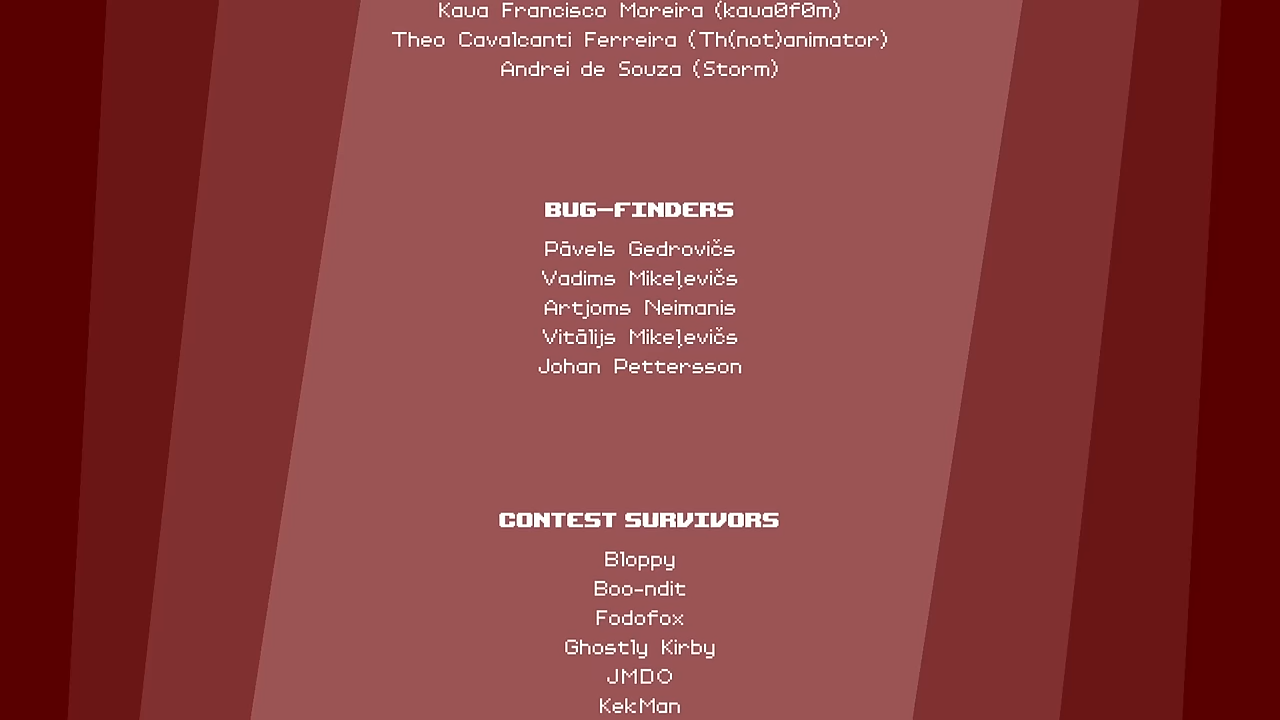 Kaua Francisco Moreira (kaua0f0m)
Theo Cavalcanti Ferreira (Th(not)animator)
Andrei de Souza (Storm)
BUG-FINDERS
Pāvels Gedrovičs
Vadims Mikeļevičs
Artjoms Neimanis
Vitālijs Mikeļevičs
Johan Pettersson
CONTEST SURVIVORS
Bloppy
Boo-ndit
Fodofox
Ghostly Kirby
JMDO
KekMan